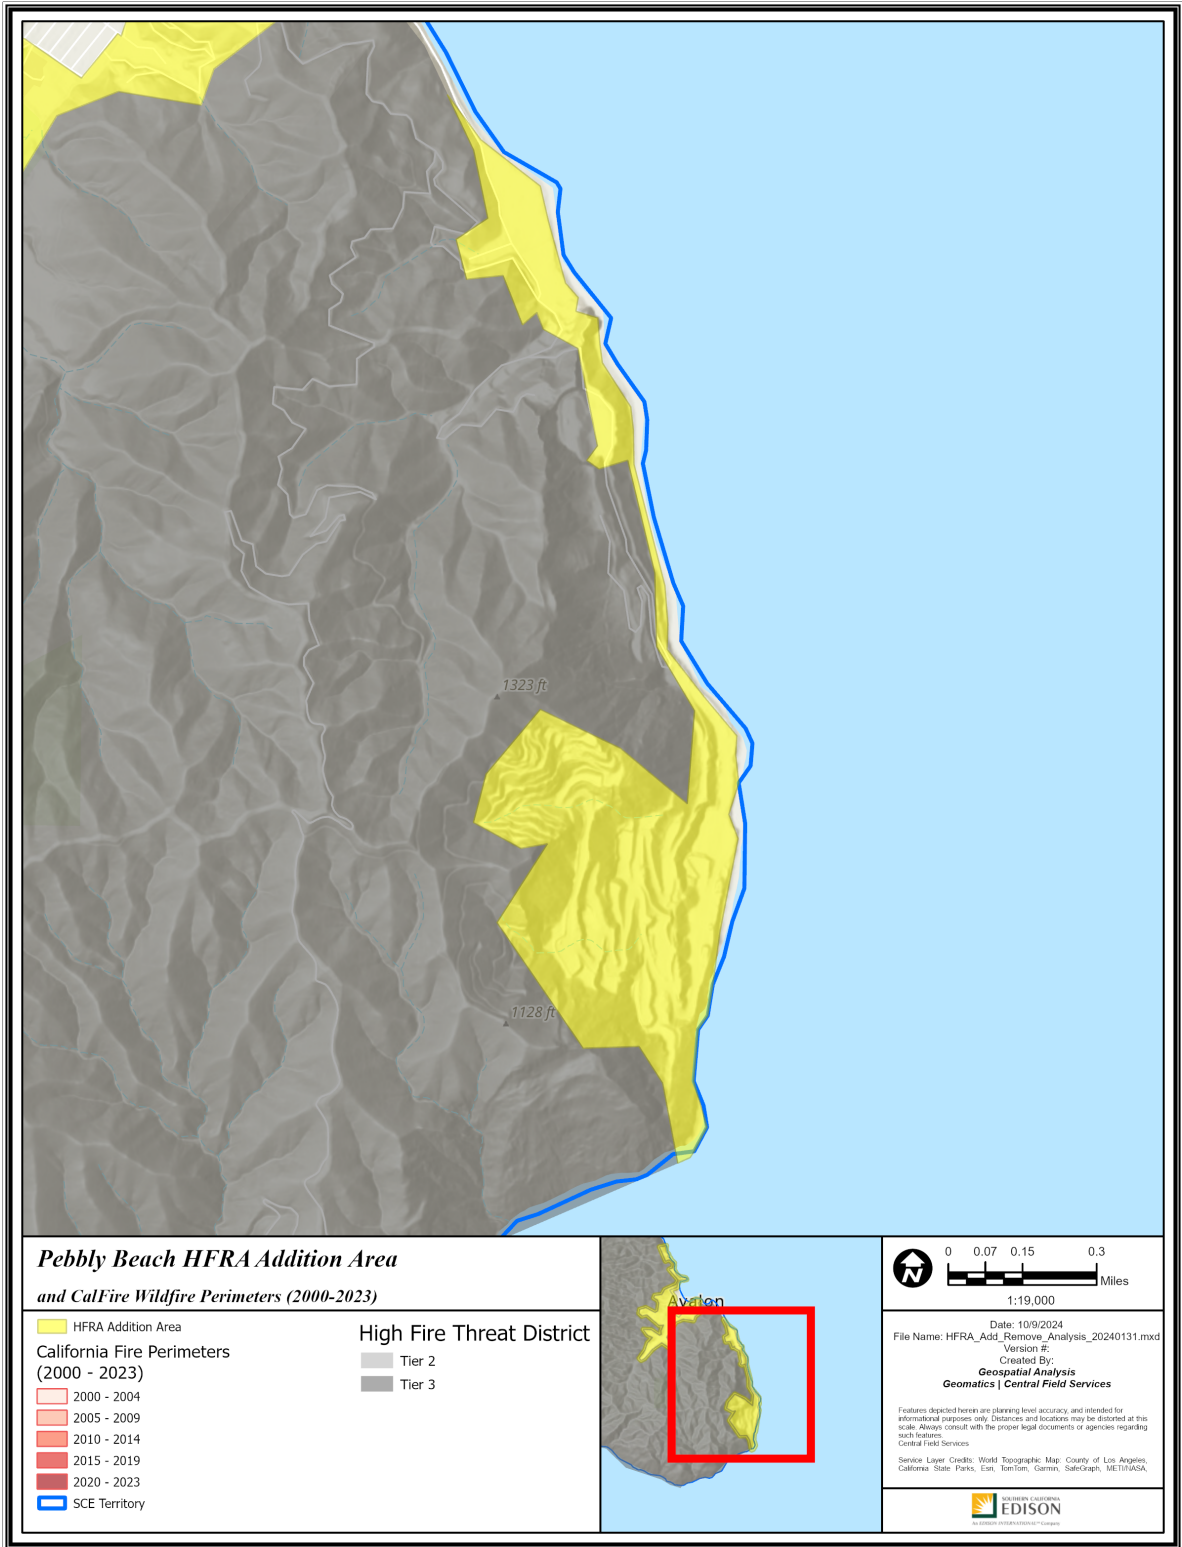 1323 ft
1128 ft
Pebbly Beach HFRA Addition Area
and CalFire Wildfire Perimeters (2000-2023)
HFRA Addition Area
California Fire Perimeters
(2000 - 2023)
2000 - 2004
2005 - 2009
2010 - 2014
2015 - 2019
2020 - 2023
SCE Territory
High Fire Threat District
Tier 2
Tier 3
Avalon
N
0 0.07 0.15 0.3
Miles
1:19,000
Date: 10/9/2024
File Name: HFRA_Add_Remove_Analysis_20240131.mxd
Version #:
Created By:
Geospatial Analysis
Geomatics | Central Field Services
Features depicted herein are planning level accuracy, and intended for
informational purposes only. Distances and locations may be distorted at this
scale. Always consult with the proper legal documents or agencies regarding
such features.
Central Field Services
Service Layer Credits: World Topographic Map: County of Los Angeles,
California State Parks, Esri, TomTom, Garmin, SafeGraph, METI/NASA,
SOUTHERN CALIFORNIA
EDISON
An EDISON INTERNATIONAL™ Company